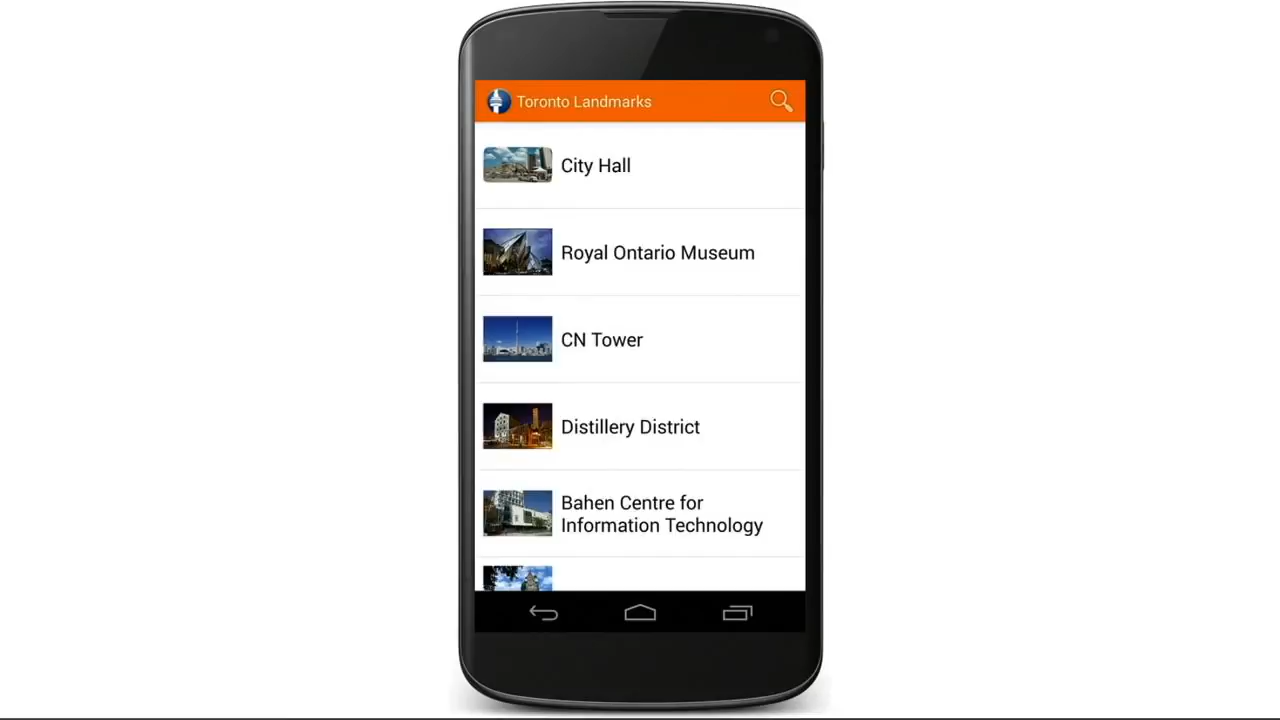 Toronto Landmarks
City Hall
Royal Ontario Museum
CN Tower
Distillery District
Bahen Centre for
Information Technology